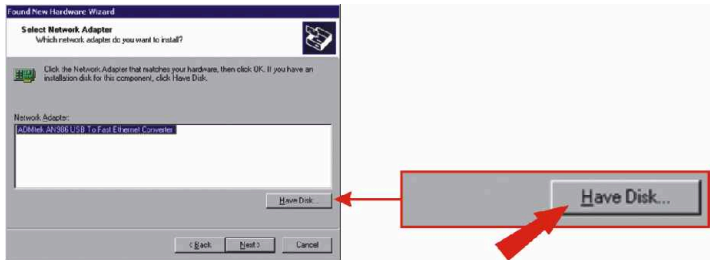 Found New Hardware Wizard
Select Network Adapter
Which network adapter do you want to install?
Click the Network Adapter that matches your hardware, then click OK. If you have an
installation disk for this component, click Have Disk.
Network Adapter:
ADMtek AN986 USB To Fast Ethernet Converter
Have Disk...
Have Disk...
< Back
Next >
Cancel